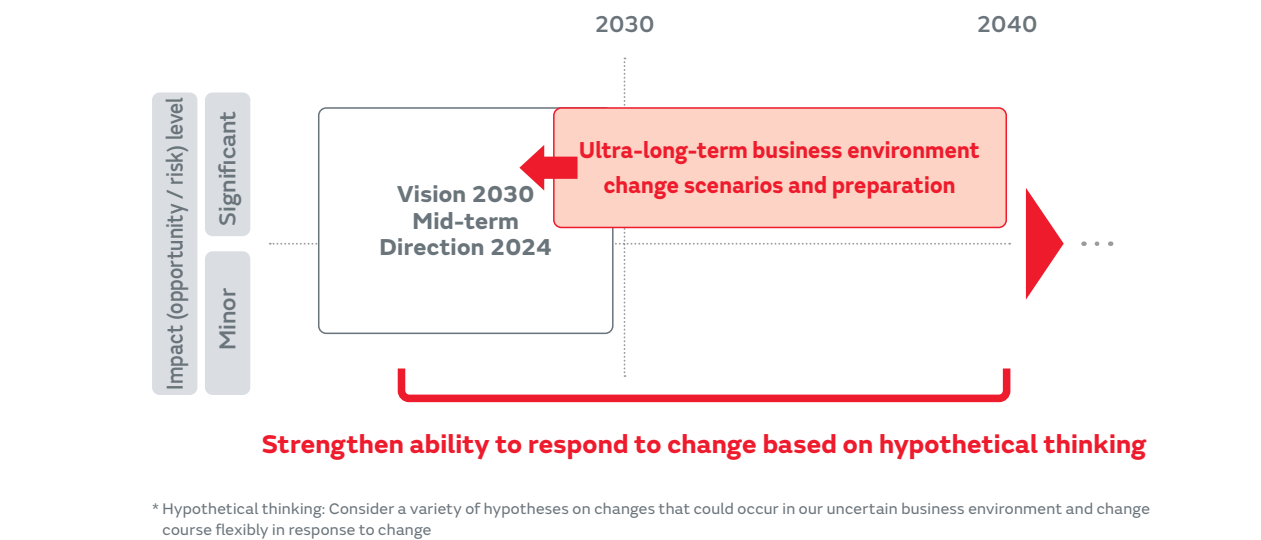 2030
2040
Impact (opportunity / risk) level
Significant
Minor
Vision 2030
Mid-term
Direction 2024
Ultra-long-term business environment
change scenarios and preparation
Strengthen ability to respond to change based on hypothetical thinking
* Hypothetical thinking: Consider a variety of hypotheses on changes that could occur in our uncertain business environment and change
course flexibly in response to change